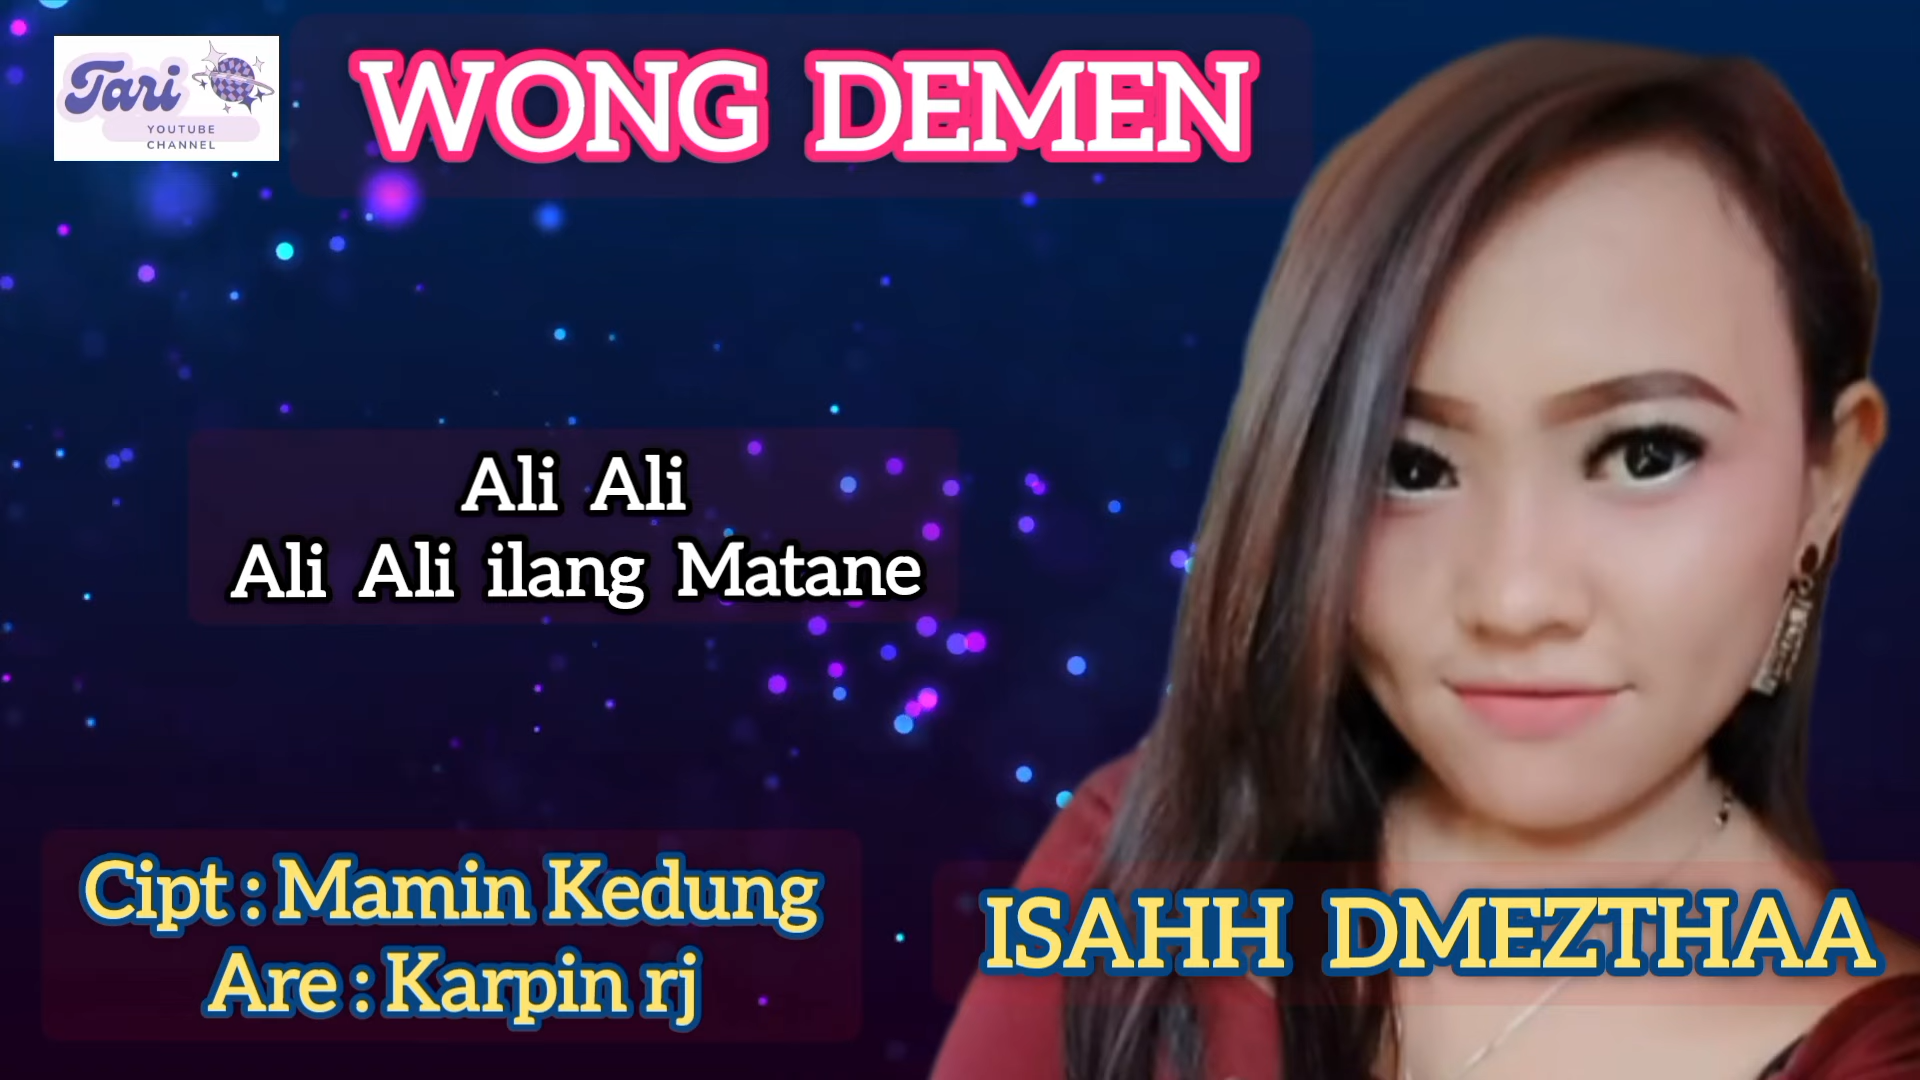 Tari
YOUTUBE
CHANNEL
WONG DEMEN
Ali Ali
Ali Ali ilang Matane
Cipt : Mamin Kedung
Are : Karpin rj
ISAHH DMEZTHAA